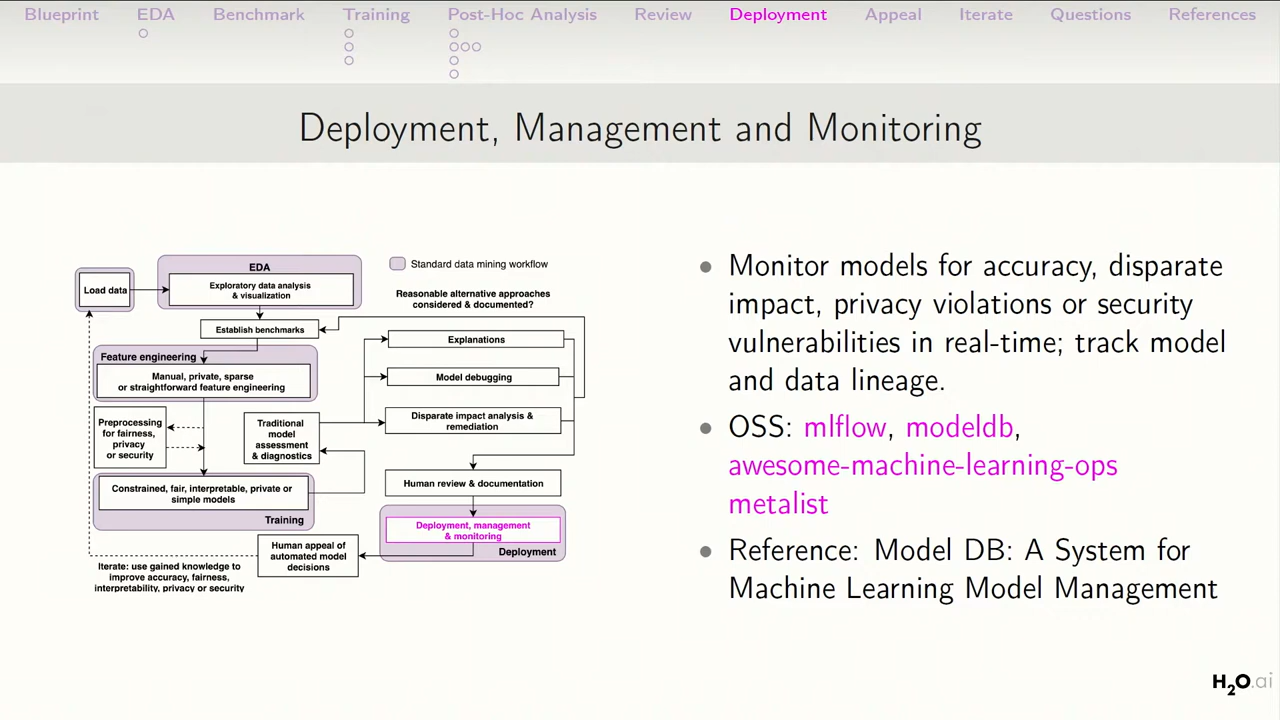 Blueprint EDA Benchmark Training Post-Hoc Analysis Review Deployment Appeal Iterate Questions References
Deployment, Management and Monitoring
Load data
EDA
Exploratory data analysis
& visualization
Standard data mining workflow
Reasonable alternative approaches
considered & documented?
Establish benchmarks
Feature engineering
Manual, private, sparse
or straightforward feature engineering
Preprocessing
for fairness,
privacy
or security
Traditional
model
assessment
& diagnostics
Explanations
Model debugging
Disparate impact analysis &
remediation
Constrained, fair, interpretable, private or
simple models
Training
Human review & documentation
Deployment, management
& monitoring
Deployment
Human appeal of
automated model
decisions
Iterate: use gained knowledge to
improve accuracy, fairness,
interpretability, privacy or security
Monitor models for accuracy, disparate
impact, privacy violations or security
vulnerabilities in real-time; track model
and data lineage.
OSS: mlflow, modeldb,
awesome-machine-learning-ops
metalist
Reference: Model DB: A System for
Machine Learning Model Management
H2O.ai